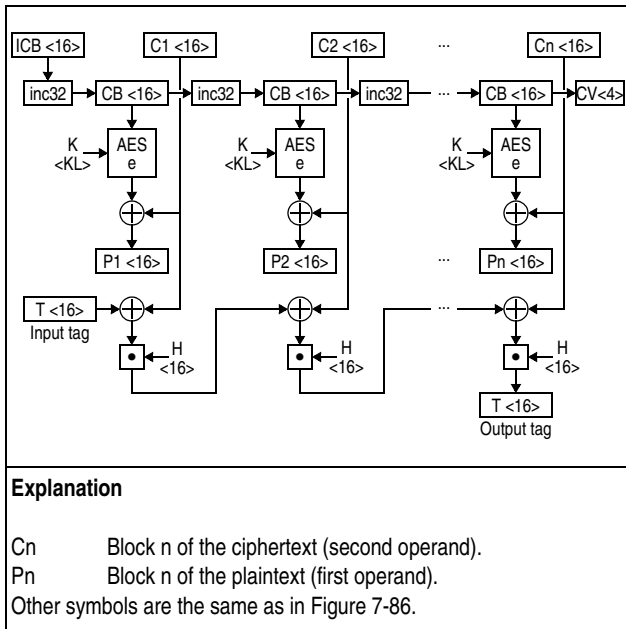 ICB <16> C1 <16> C2 <16> ... Cn <16>
inc32 CB <16> inc32 CB <16> inc32 ... CB <16> CV<4>
K <KL> AES e K <KL> AES e K <KL> AES e
P1 <16> P2 <16> ... Pn <16>
T <16> ...
Input tag
• H <16> • H <16> • H <16>
T <16>
Output tag
Explanation
Cn Block n of the ciphertext (second operand).
Pn Block n of the plaintext (first operand).
Other symbols are the same as in Figure 7-86.